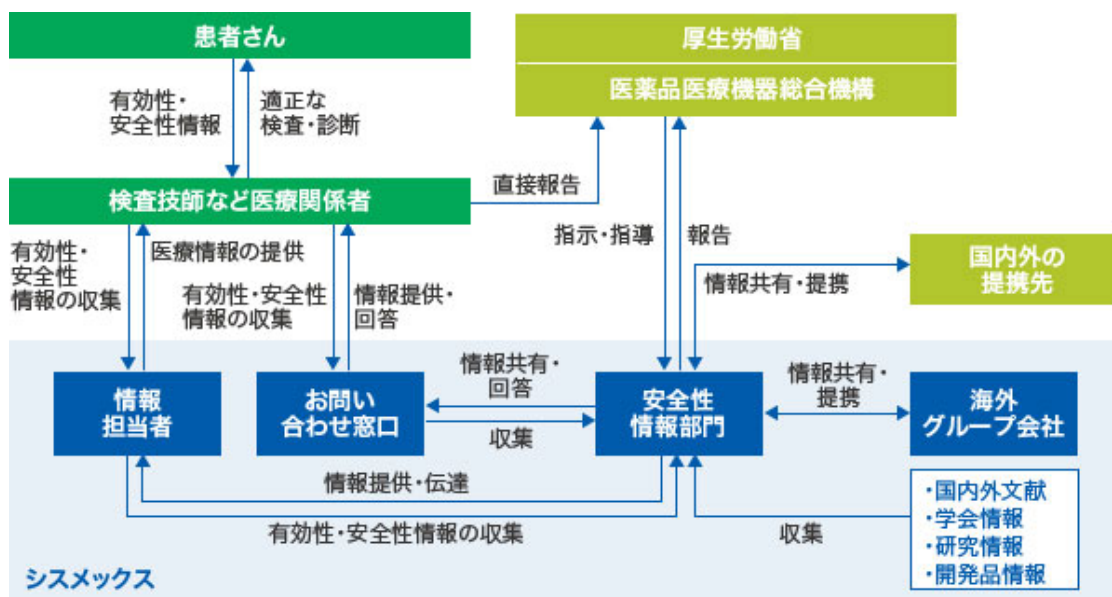 患者さん
厚生労働省
医薬品医療機器総合機構
有効性・
安全性情報
適正な
検査・診断
検査技師など医療関係者
直接報告
指示・指導
報告
有効性・
安全性
情報の収集
医療情報の提供
有効性・安全性
情報の収集
情報提供・
回答
情報共有・提携
国内外の
提携先
情報
担当者
お問い
合わせ窓口
情報共有・
回答
収集
安全性
情報部門
情報共有・
提携
海外
グループ会社
情報提供・伝達
有効性・安全性情報の収集
収集
・国内外文献
・学会情報
・研究情報
・開発品情報
シスメックス